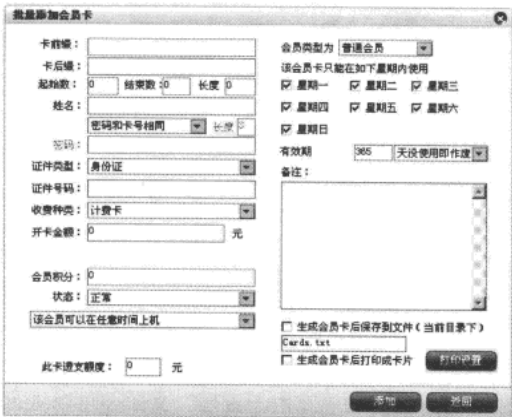 批量添加会员卡
卡前缀：
卡后缀：
起始数：0 结束数：0 长度 0
姓名：
密码和卡号相同 长度
密码：
证件类型：身份证
证件号码：
收费种类：计费卡
开卡金额：0 元
会员积分：0
状态：正常
该会员可以在任意时间上机
此卡透支额度：0 元
会员类型为 普通会员
该会员卡只能在如下星期内使用
星期一 星期二 星期三
星期四 星期五 星期六
星期日
有效期 365 天没使用即作废
备注：
生成会员卡后保存到文件（当前目录下）
Cards.txt
生成会员卡后打印成卡片 打印设置
添加 返回